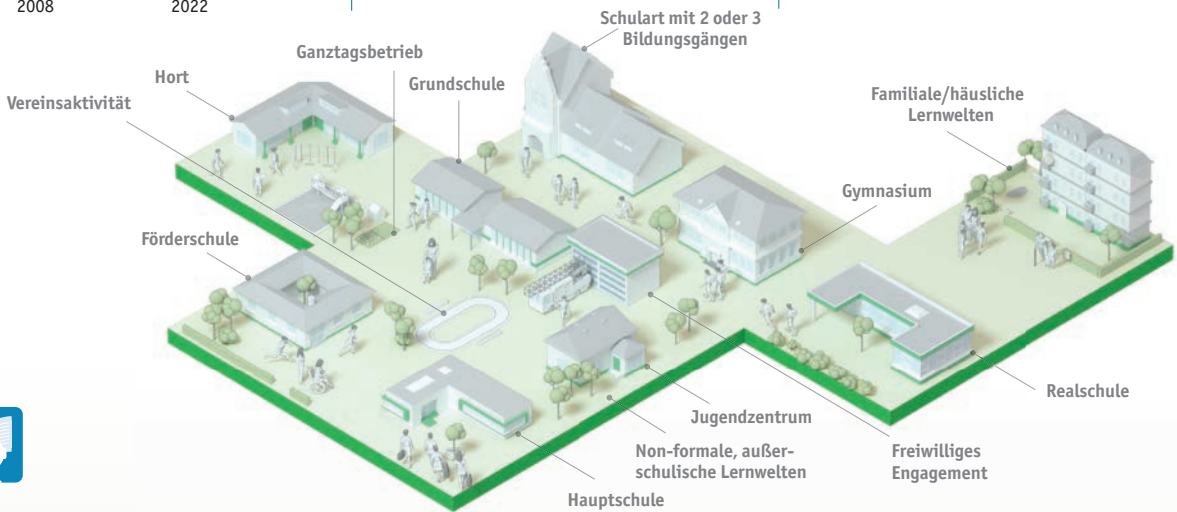 2008
2022
Schulart mit 2 oder 3
Bildungsgängen
Ganztagsbetrieb
Hort
Grundschule
Vereinsaktivität
Familiale/häusliche
Lernwelten
Gymnasium
Förderschule
Realschule
Jugendzentrum
Non-formale, außer-
schulische Lernwelten
Freiwilliges
Engagement
Hauptschule